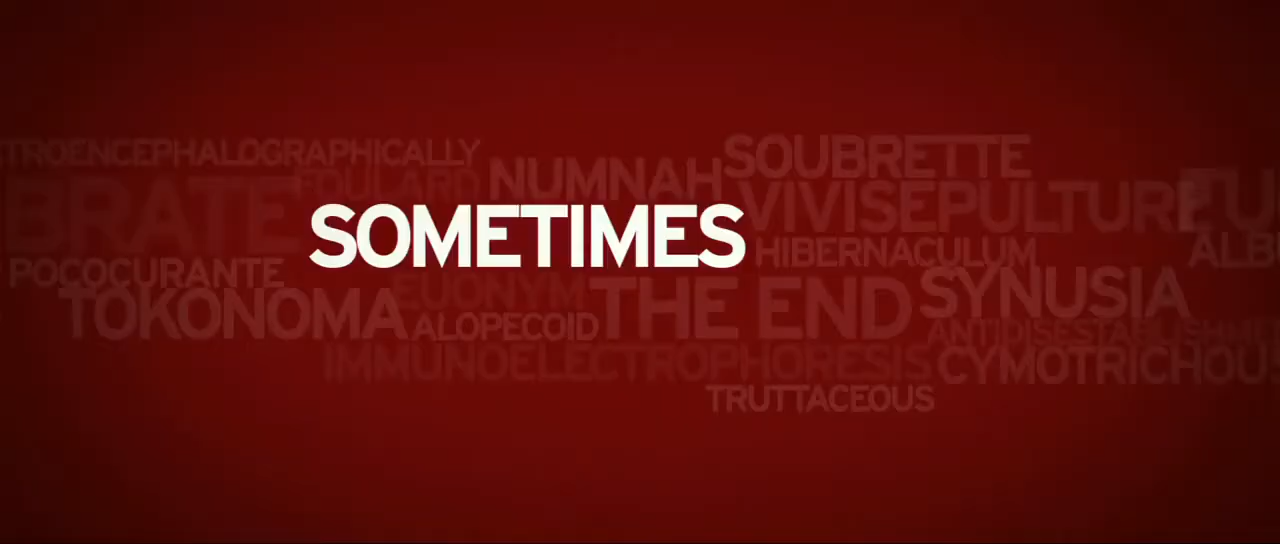 TROENCEPHALOGRAPHICALLY
SOUBRETTE
FOULARD
NUMNAH
BRATE
VIVISEPULTURE
SOMETIMES
HIBERNACULUM
POCOCURANTE
EUONYM
THE END
SYNUSIA
TOKONOMA
ALOPECOID
IMMUNOELECTROPHORESIS
CYMOTRICHOU
TRUTTACEOUS